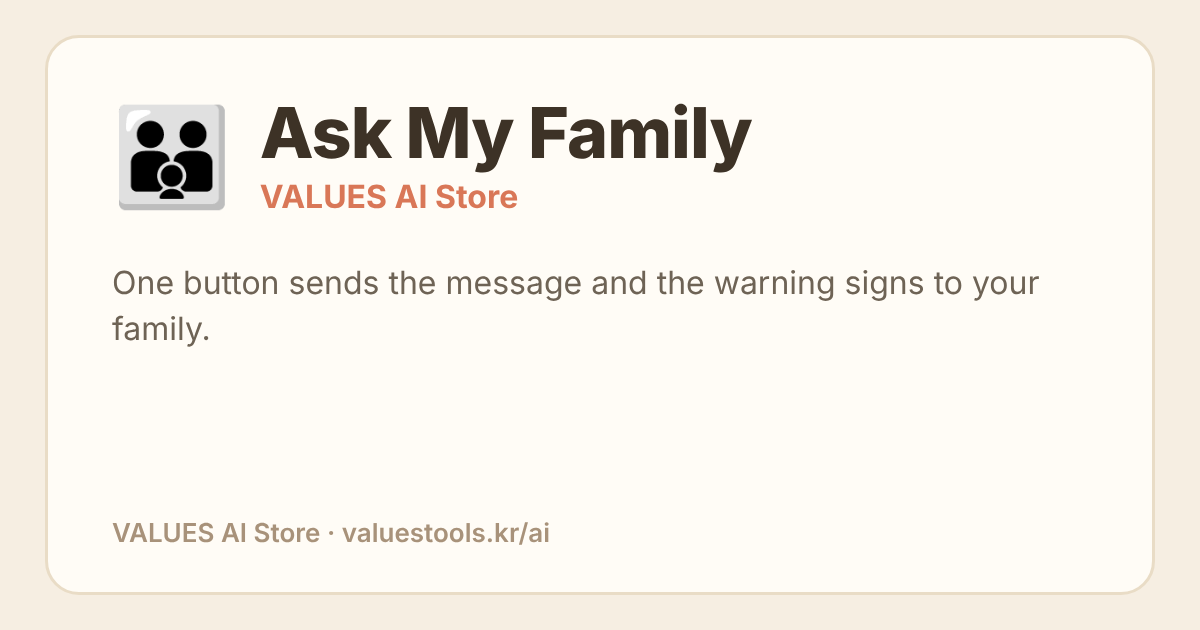 Ask My Family
VALUES AI Store
One button sends the message and the warning signs to your
family.
VALUES AI Store · valuestools.kr/ai